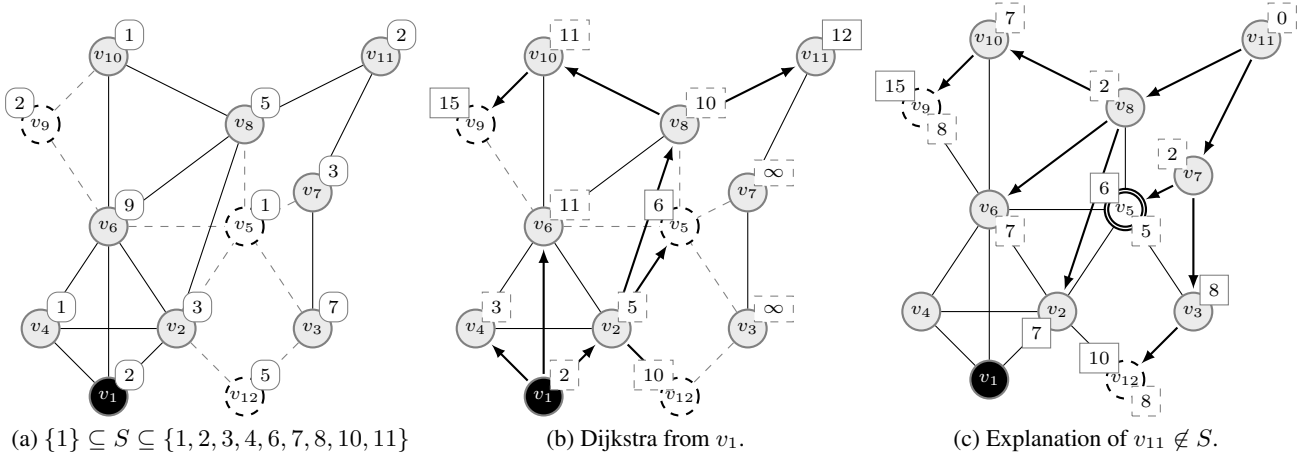 1
v10
2
v11
2
v9
5
v8
3
v7
9
v6
1
v5
1
v4
3
v2
7
v3
2
v1
5
v12
(a) {1} ⊆ S ⊆ {1, 2, 3, 4, 6, 7, 8, 10, 11}
11
v10
12
v11
15
v9
10
v8
∞
v7
11
v6
6
v5
3
v4
5
v2
∞
v3
2
v1
10
v12
(b) Dijkstra from v1.
7
v10
0
v11
15
v9
8
2
v8
2
v7
v6
7
6
v5
5
v4
v2
7
8
v3
v1
10
v12
8
(c) Explanation of v11 ∉ S.